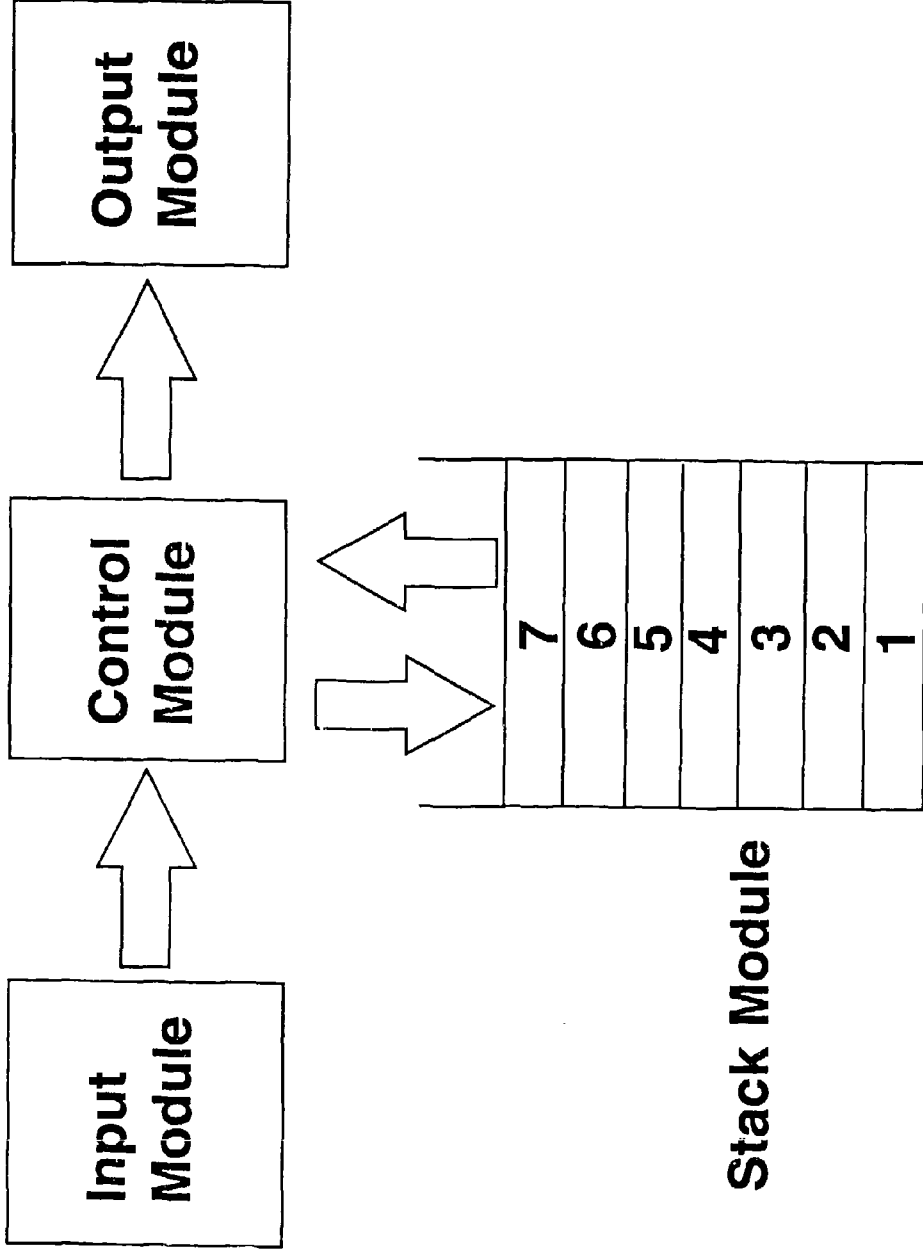 Input
Module
Control
Module
Output
Module
7
6
5
4
3
2
1
Stack Module